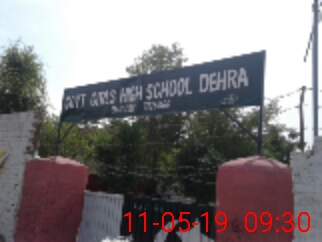 GOVT GIRLS HIGH SCHOOL DEHRA
11-05-19 09:30